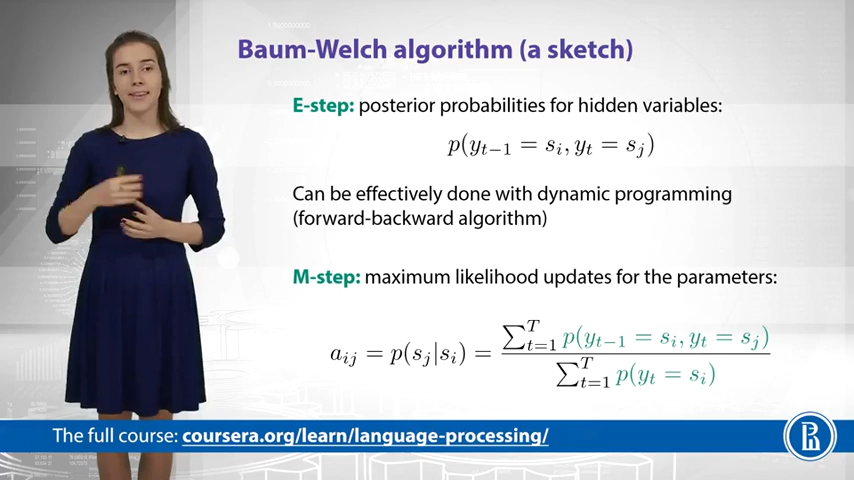 Baum-Welch algorithm (a sketch)
E-step: posterior probabilities for hidden variables:
p(y_{t−1} = s_i, y_t = s_j)
Can be effectively done with dynamic programming
(forward-backward algorithm)
M-step: maximum likelihood updates for the parameters:
a_{ij} = p(s_j|s_i) = \frac{\sum_{t=1}^{T} p(y_{t−1} = s_i, y_t = s_j)}{\sum_{t=1}^{T} p(y_t = s_i)}
The full course: coursera.org/learn/language-processing/